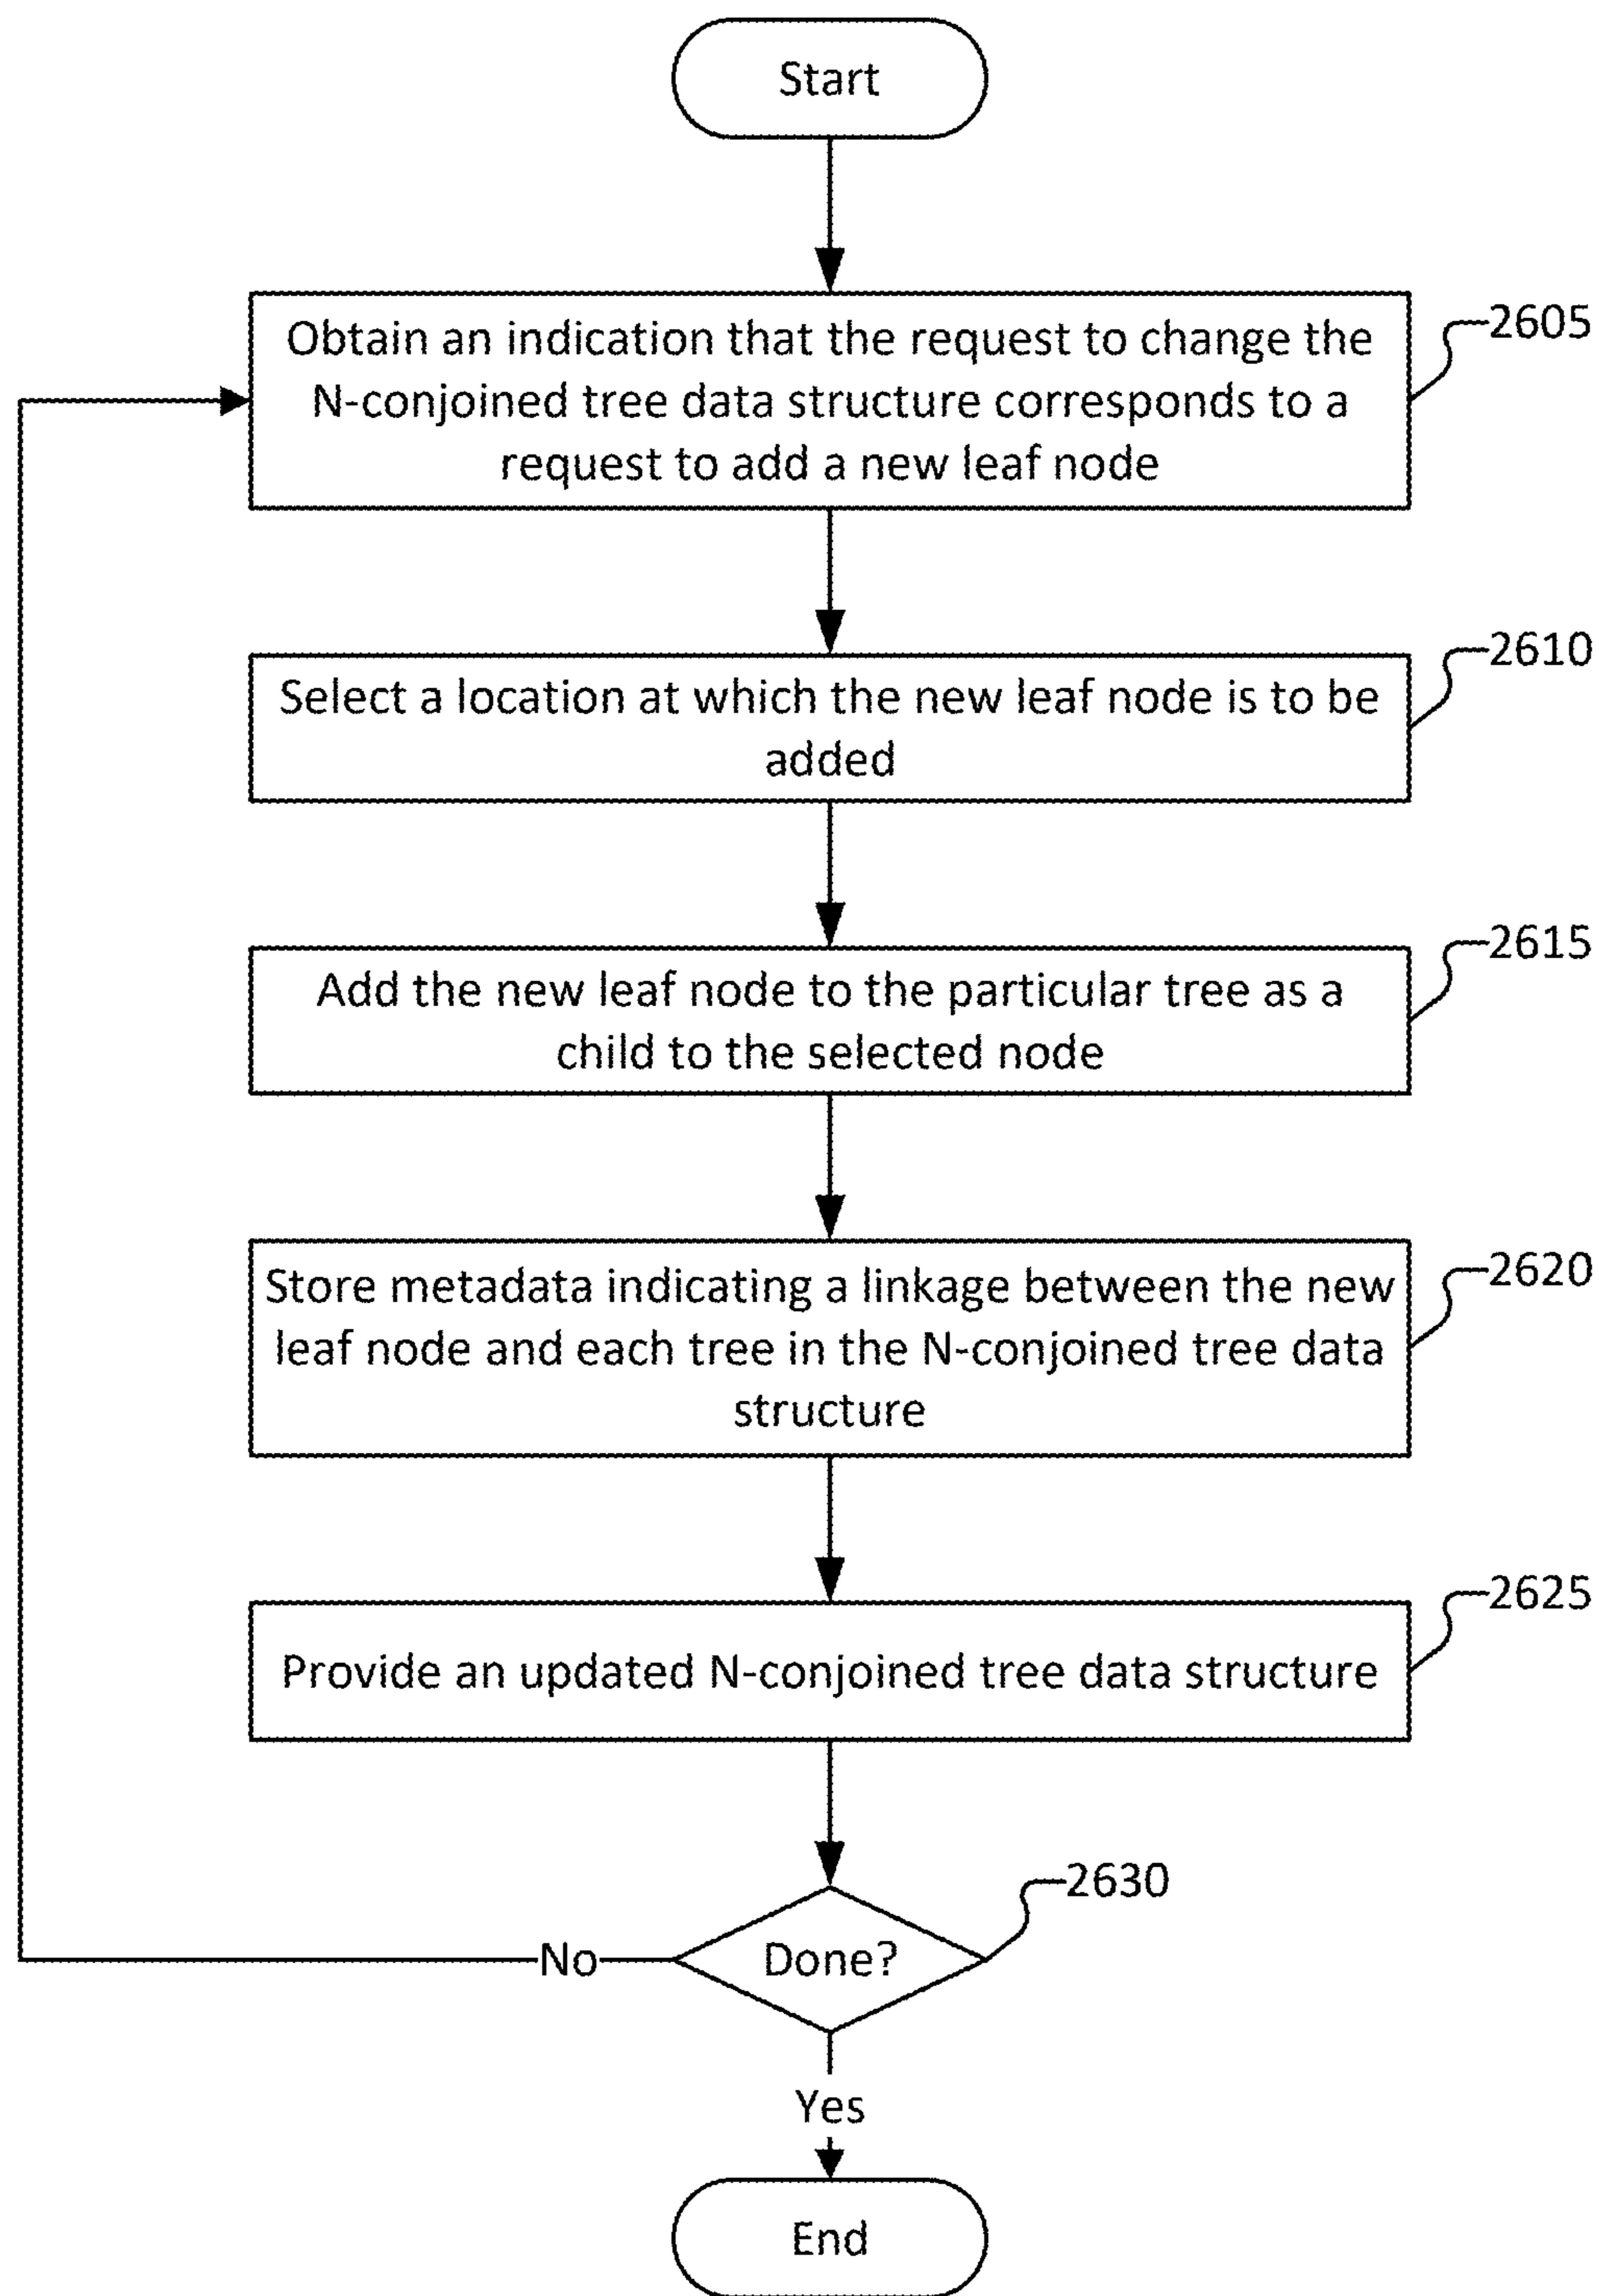 Start
Obtain an indication that the request to change the
N-conjoined tree data structure corresponds to a
request to add a new leaf node
2605
Select a location at which the new leaf node is to be
added
2610
Add the new leaf node to the particular tree as a
child to the selected node
2615
Store metadata indicating a linkage between the new
leaf node and each tree in the N-conjoined tree data
structure
2620
Provide an updated N-conjoined tree data structure
2625
Done?
2630
No
Yes
End